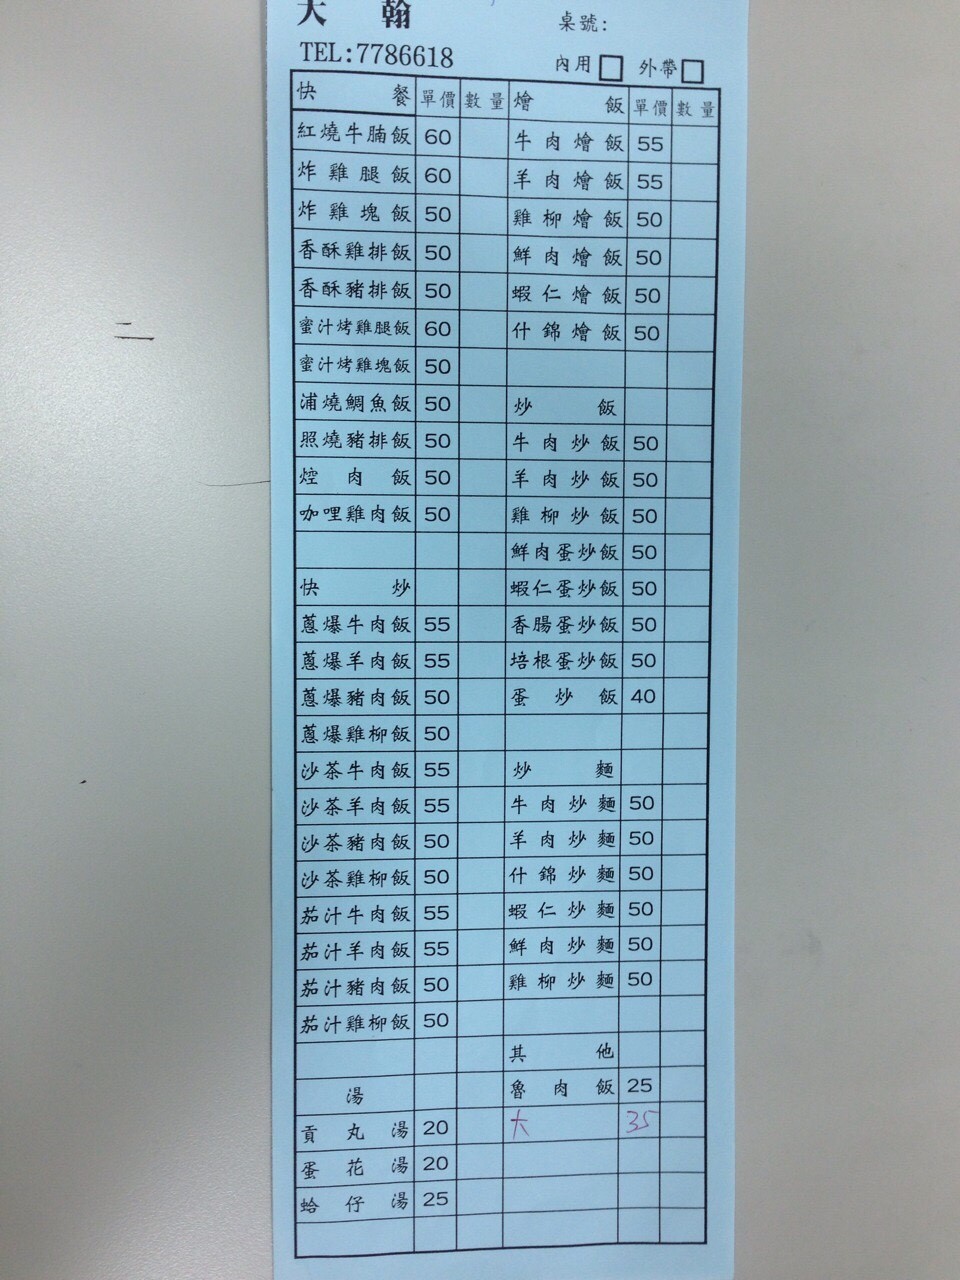 大翰
桌號:
TEL:7786618
內用 外帶
快餐 單價 數量 燴飯 單價 數量
紅燒牛腩飯 60 牛肉燴飯 55
炸雞腿飯 60 羊肉燴飯 55
炸雞塊飯 50 雞柳燴飯 50
香酥雞排飯 50 鮮肉燴飯 50
香酥豬排飯 50 蝦仁燴飯 50
蜜汁烤雞腿飯 60 什錦燴飯 50
蜜汁烤雞塊飯 50
浦燒鯛魚飯 50 炒飯
照燒豬排飯 50 牛肉炒飯 50
焢肉飯 50 羊肉炒飯 50
咖哩雞肉飯 50 雞柳炒飯 50
鮮肉蛋炒飯 50
快炒 蝦仁蛋炒飯 50
蔥爆牛肉飯 55 香腸蛋炒飯 50
蔥爆羊肉飯 55 培根蛋炒飯 50
蔥爆豬肉飯 50 蛋炒飯 40
蔥爆雞柳飯 50
沙茶牛肉飯 55 炒麵
沙茶羊肉飯 55 牛肉炒麵 50
沙茶豬肉飯 50 羊肉炒麵 50
沙茶雞柳飯 50 什錦炒麵 50
茄汁牛肉飯 55 蝦仁炒麵 50
茄汁羊肉飯 55 鮮肉炒麵 50
茄汁豬肉飯 50 雞柳炒麵 50
茄汁雞柳飯 50
其他
湯 魯肉飯 25
貢丸湯 20 大 35
蛋花湯 20
蛤仔湯 25